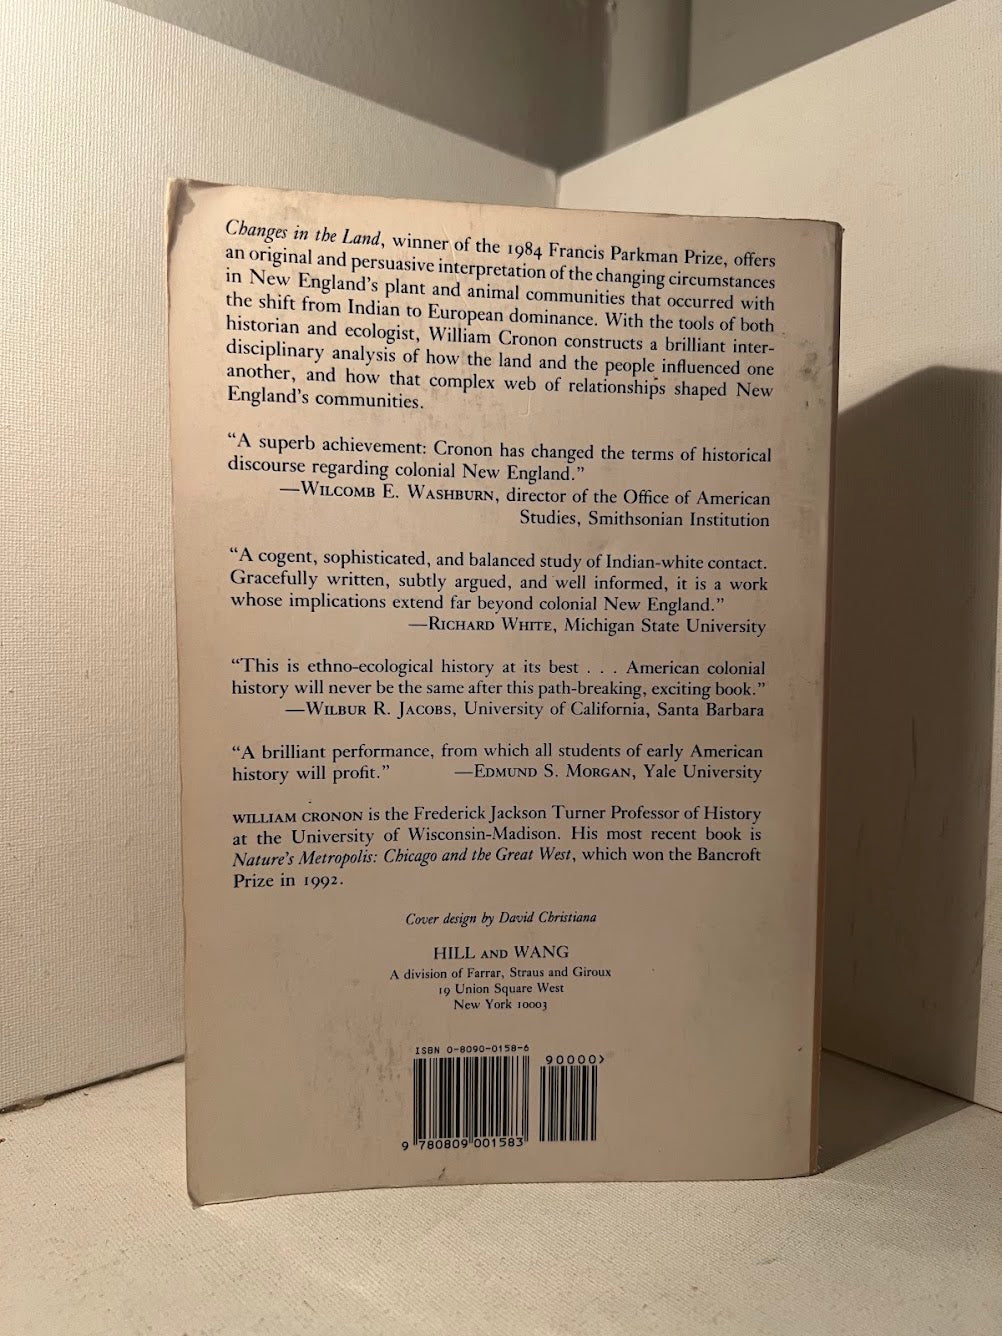 Changes in the Land, winner of the 1984 Francis Parkman Prize, offers
an original and persuasive interpretation of the changing circumstances
in New England's plant and animal communities that occurred with
the shift from Indian to European dominance. With the tools of both
historian and ecologist, William Cronon constructs a brilliant inter-
disciplinary analysis of how the land and the people influenced one
another, and how that complex web of relationships shaped New
England's communities.
“A superb achievement: Cronon has changed the terms of historical
discourse regarding colonial New England.”
—WILCOMB E. WASHBURN, director of the Office of American
Studies, Smithsonian Institution
“A cogent, sophisticated, and balanced study of Indian-white contact.
Gracefully written, subtly argued, and well informed, it is a work
whose implications extend far beyond colonial New England.”
—RICHARD WHITE, Michigan State University
“This is ethno-ecological history at its best . . . American colonial
history will never be the same after this path-breaking, exciting book.”
—WILBUR R. JACOBS, University of California, Santa Barbara
“A brilliant performance, from which all students of early American
history will profit.” —EDMUND S. MORGAN, Yale University
WILLIAM CRONON is the Frederick Jackson Turner Professor of History
at the University of Wisconsin-Madison. His most recent book is
Nature's Metropolis: Chicago and the Great West, which won the Bancroft
Prize in 1992.
Cover design by David Christiana
HILL AND WANG
A division of Farrar, Straus and Giroux
19 Union Square West
New York 10003
ISBN 0-8090-0158-6
90000>
9 780809 001583